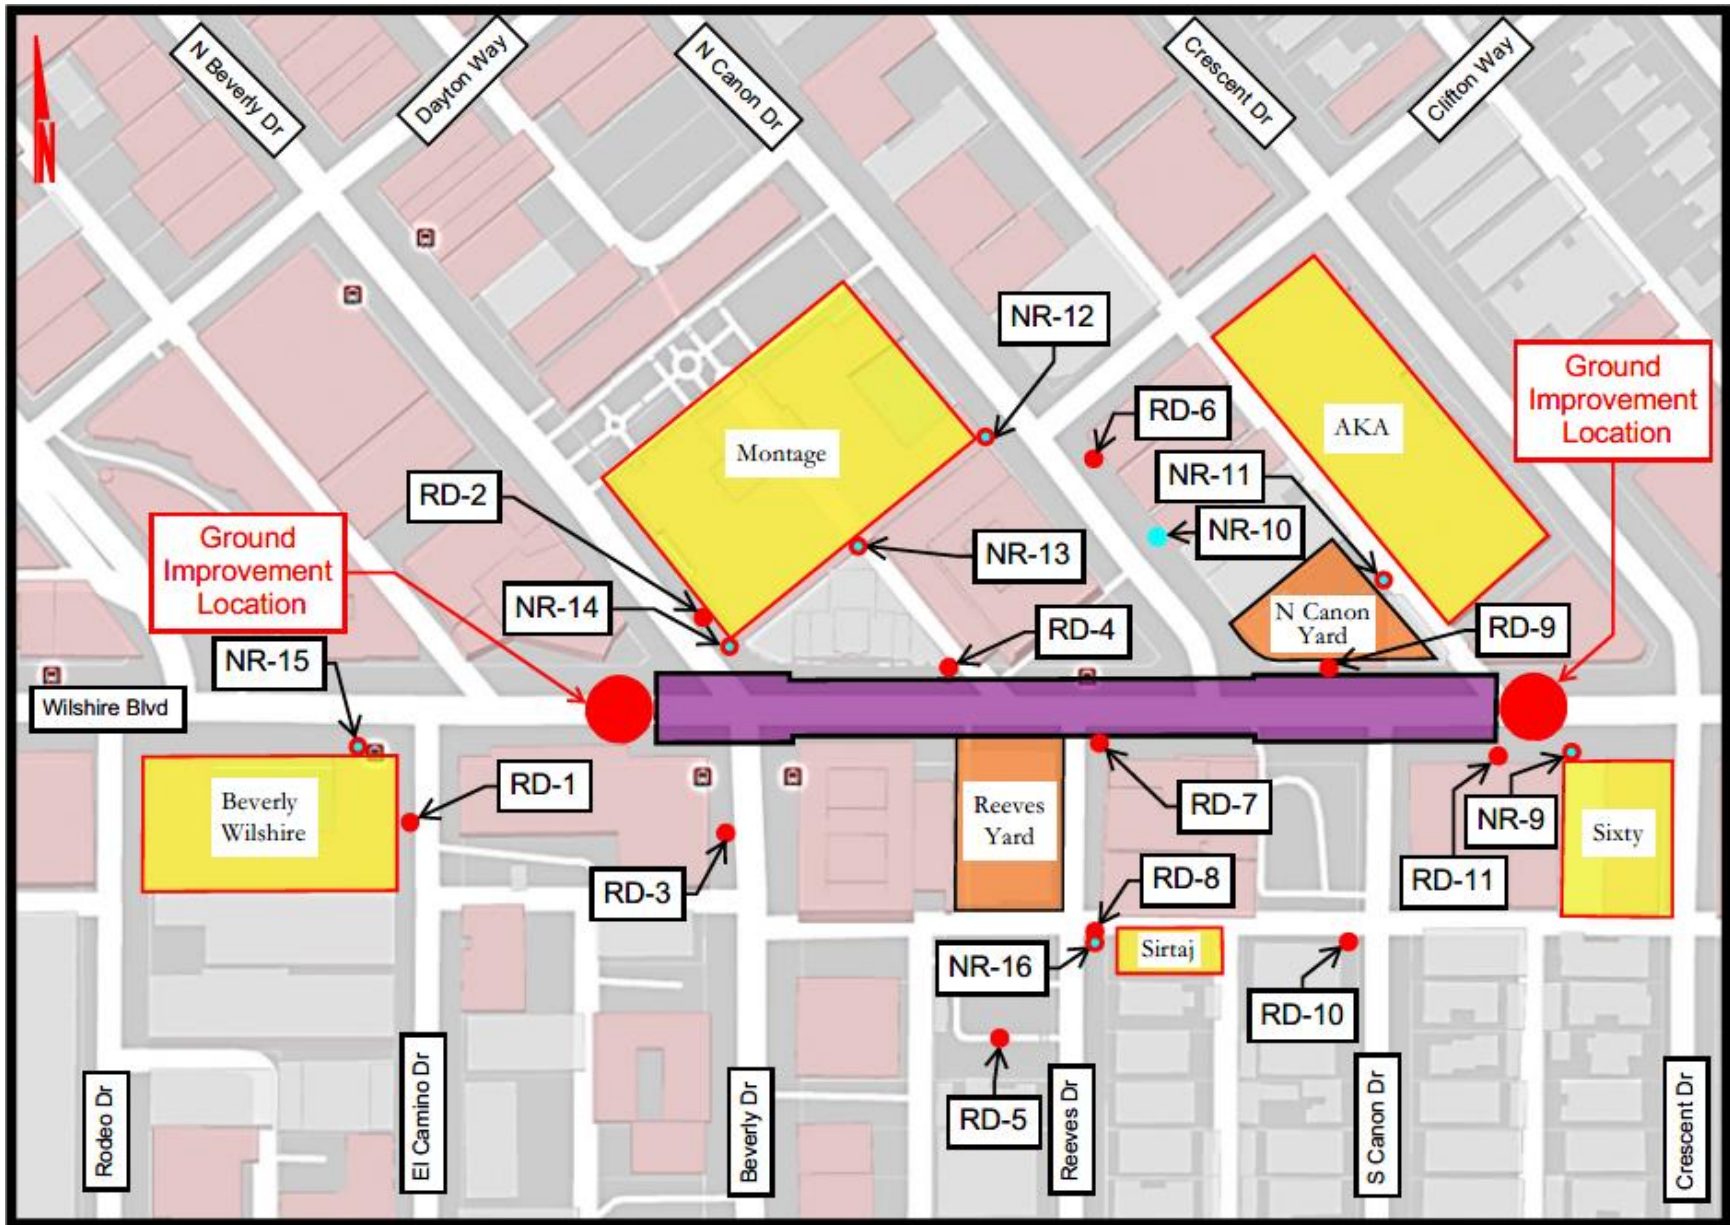 N Beverly Dr
Dayton Way
N Canon Dr
Crescent Dr
Clifton Way
N
NR-12
Ground
Improvement
Location
RD-6
AKA
Montage
NR-11
RD-2
NR-10
Ground
Improvement
Location
NR-13
NR-14
N Canon
Yard
RD-4
RD-9
NR-15
Wilshire Blvd
RD-1
Beverly
Wilshire
Reeves
Yard
RD-7
NR-9
Sixty
RD-3
RD-8
RD-11
Sirtaj
NR-16
RD-10
RD-5
Rodeo Dr
El Camino Dr
Beverly Dr
Reeves Dr
S Canon Dr
Crescent Dr